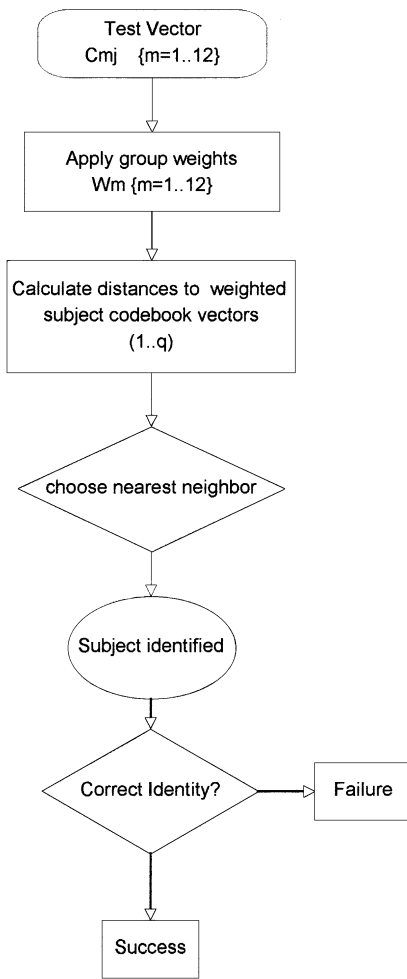 Test Vector
Cmj {m=1..12}
Apply group weights
Wm {m=1..12}
Calculate distances to weighted
subject codebook vectors
(1..q)
choose nearest neighbor
Subject identified
Correct Identity?
Failure
Success